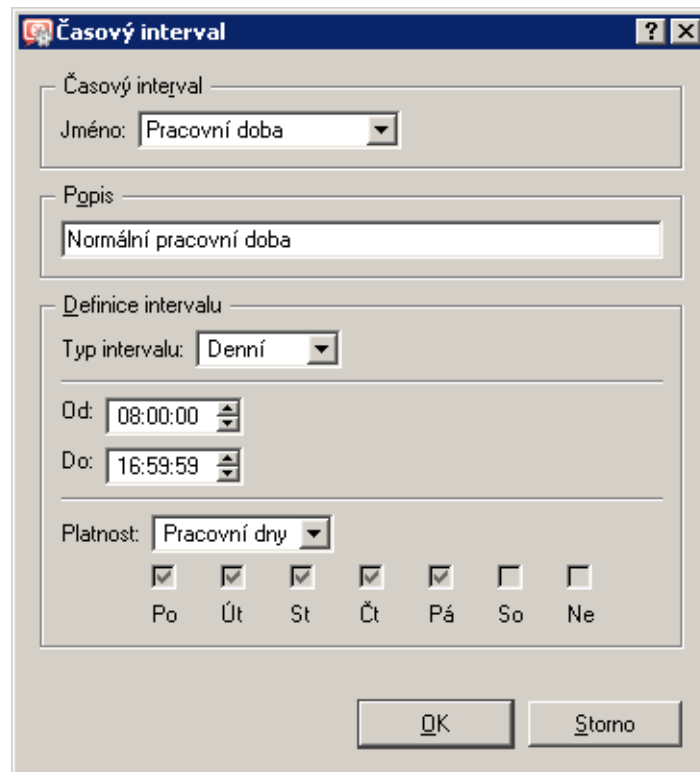 Časový interval
Časový interval
Jméno: Pracovní doba
Popis
Normální pracovní doba
Definice intervalu
Typ intervalu: Denní
Od: 08:00:00
Do: 16:59:59
Platnost: Pracovní dny
Po Út St Čt Pá So Ne
OK Storno